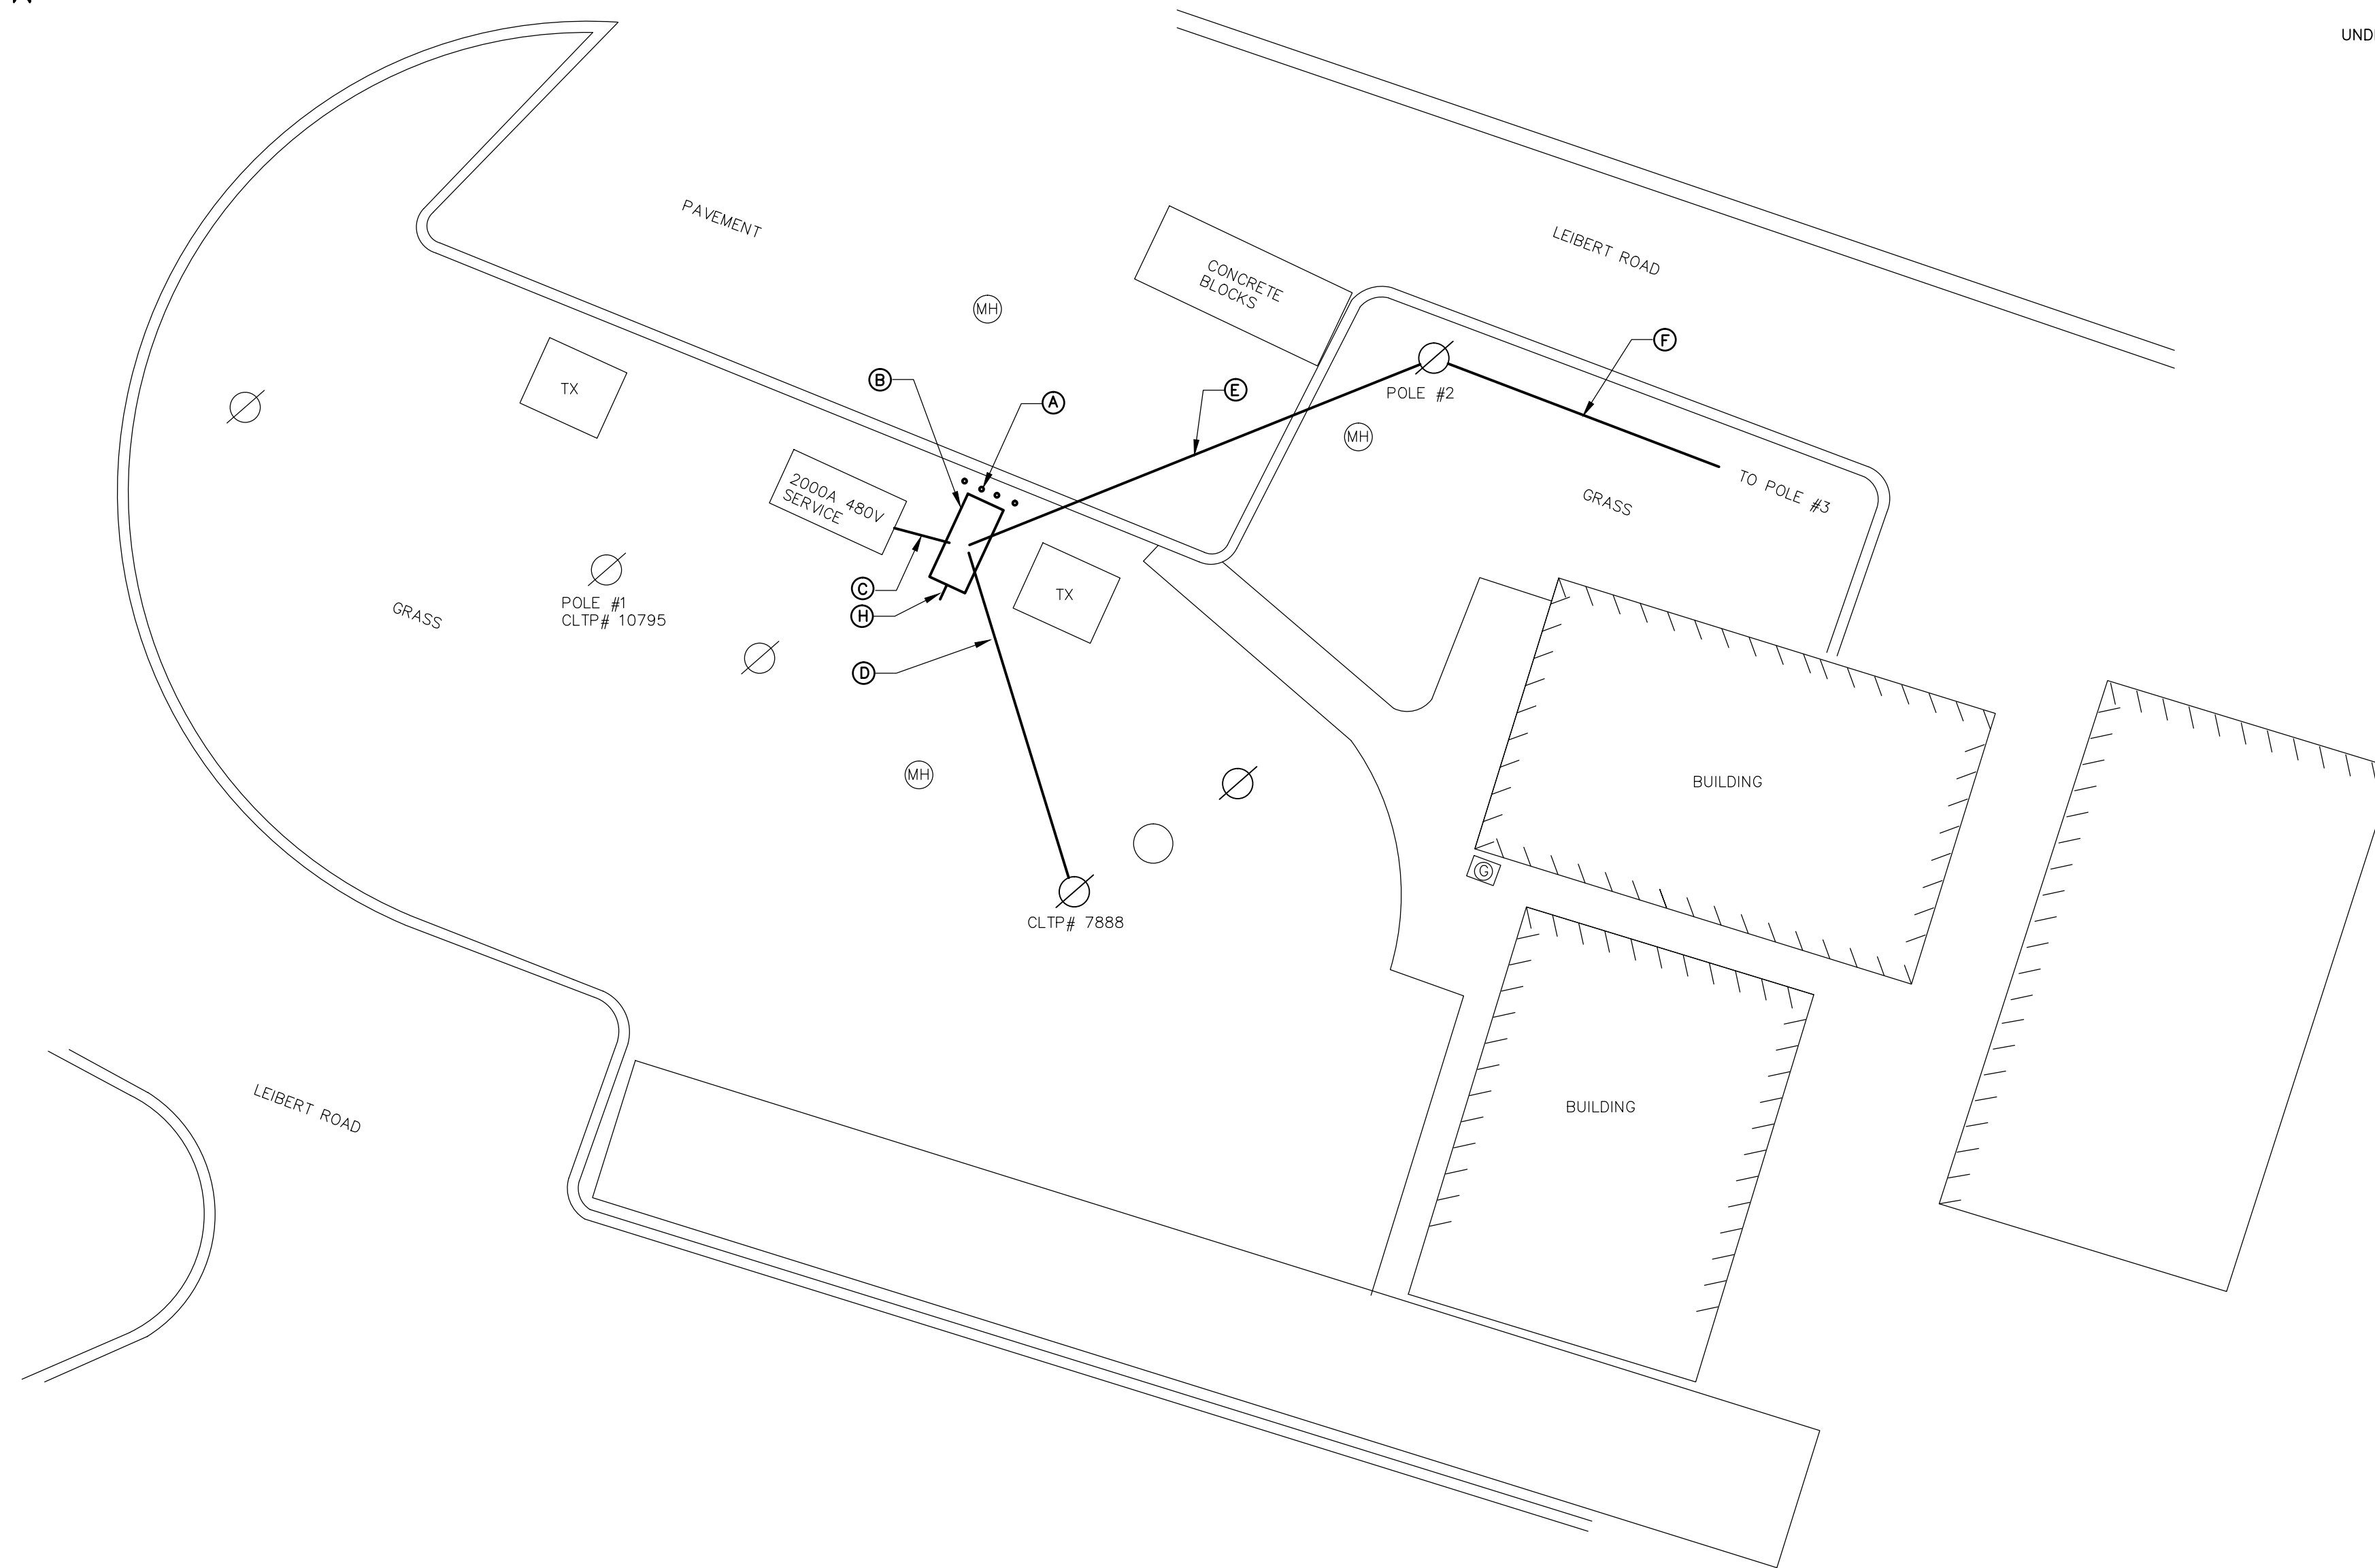 PAVEMENT
LEIBERT ROAD
CONCRETE
BLOCKS
MH
F
E
B
A
TX
POLE #2
MH
2000A 480V
SERVICE
TO POLE #3
GRASS
C
H
TX
POLE #1
CLTP# 10795
GRASS
D
MH
BUILDING
G
CLTP# 7888
LEIBERT ROAD
BUILDING